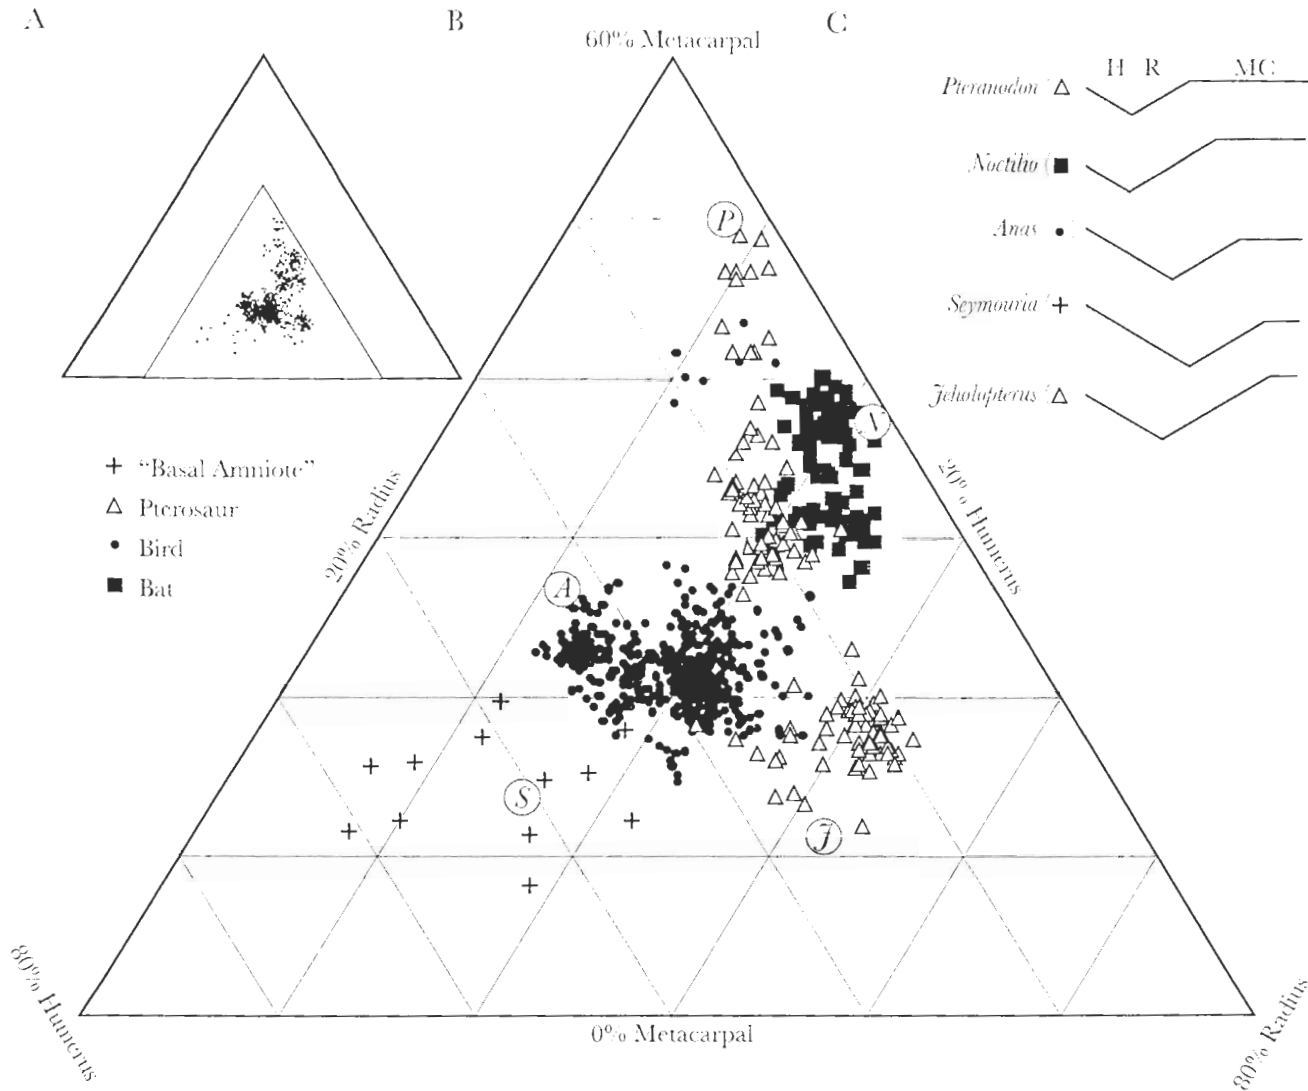 A
B
C
60% Metacarpal
H R MC
Pteranodon
Noctilio
Anas
Seymouria
Jeholopterus
P
N
A
S
J
"Basal Amniote"
Pterosaur
Bird
Bat
20% Radius
20% Humerus
80% Humerus
0% Metacarpal
80% Radius